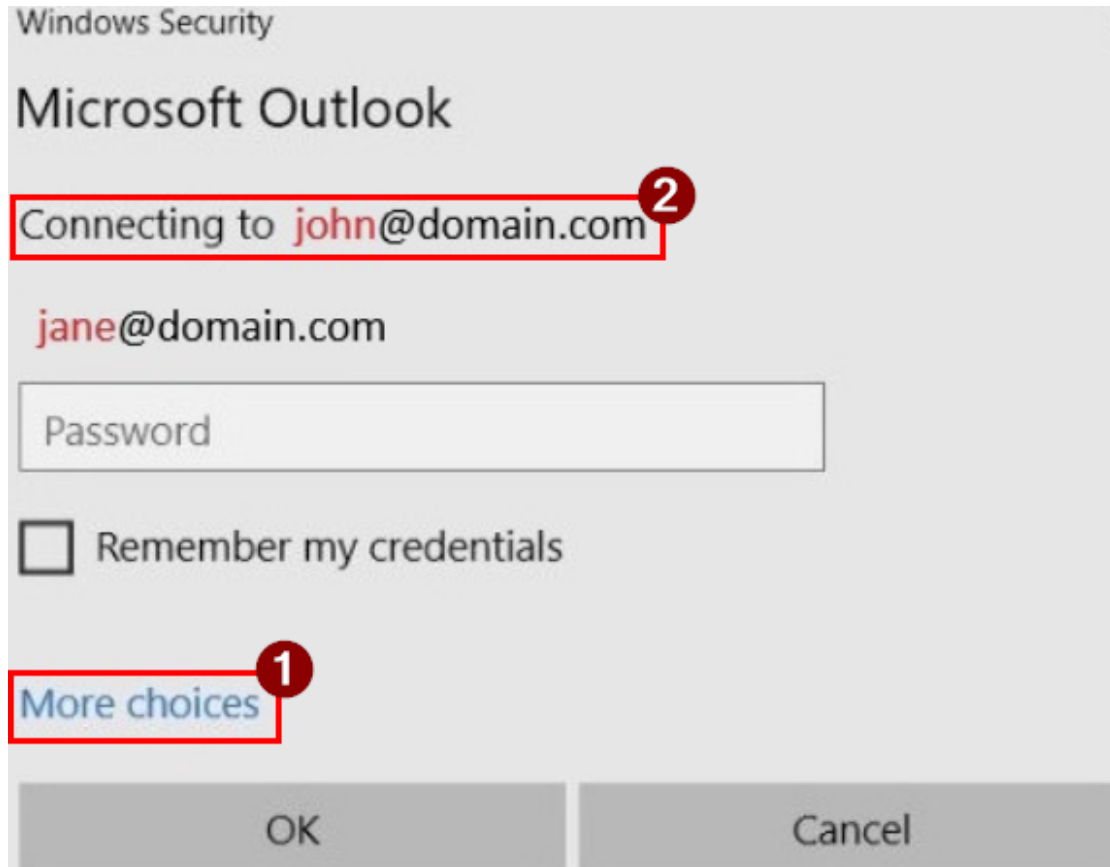 Windows Security
Microsoft Outlook
2
Connecting to john@domain.com
jane@domain.com
Password
Remember my credentials
1
More choices
OK Cancel